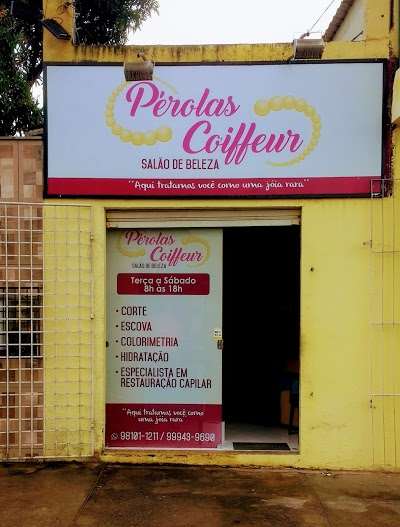 Pérolas
Coiffeur
SALÃO DE BELEZA
"Aqui tratamos você como uma jóia rara"
Pérolas
Coiffeur
SALÃO DE BELEZA
Terça a Sábado
8h às 18h
• CORTE
• ESCOVA
• COLORIMETRIA
• HIDRATAÇÃO
• ESPECIALISTA EM
RESTAURAÇÃO CAPILAR
"Aqui tratamos você como
uma jóia rara"
98101-1211 / 99943-9690